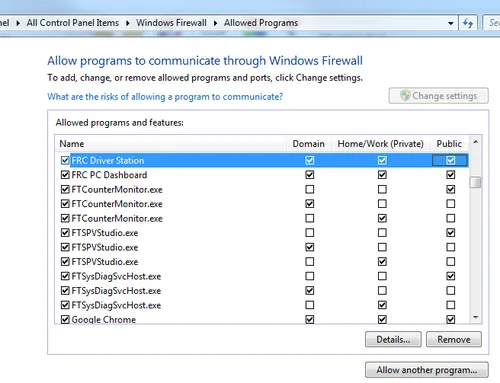 nel ▸ All Control Panel Items ▸ Windows Firewall ▸ Allowed Programs
Allow programs to communicate through Windows Firewall
To add, change, or remove allowed programs and ports, click Change settings.
What are the risks of allowing a program to communicate?
Change settings
Allowed programs and features:
Name Domain Home/Work (Private) Public
FRC Driver Station
FRC PC Dashboard
FTCounterMonitor.exe
FTCounterMonitor.exe
FTCounterMonitor.exe
FTSPVStudio.exe
FTSPVStudio.exe
FTSPVStudio.exe
FTSysDiagSvcHost.exe
FTSysDiagSvcHost.exe
FTSysDiagSvcHost.exe
Google Chrome
Details... Remove
Allow another program...